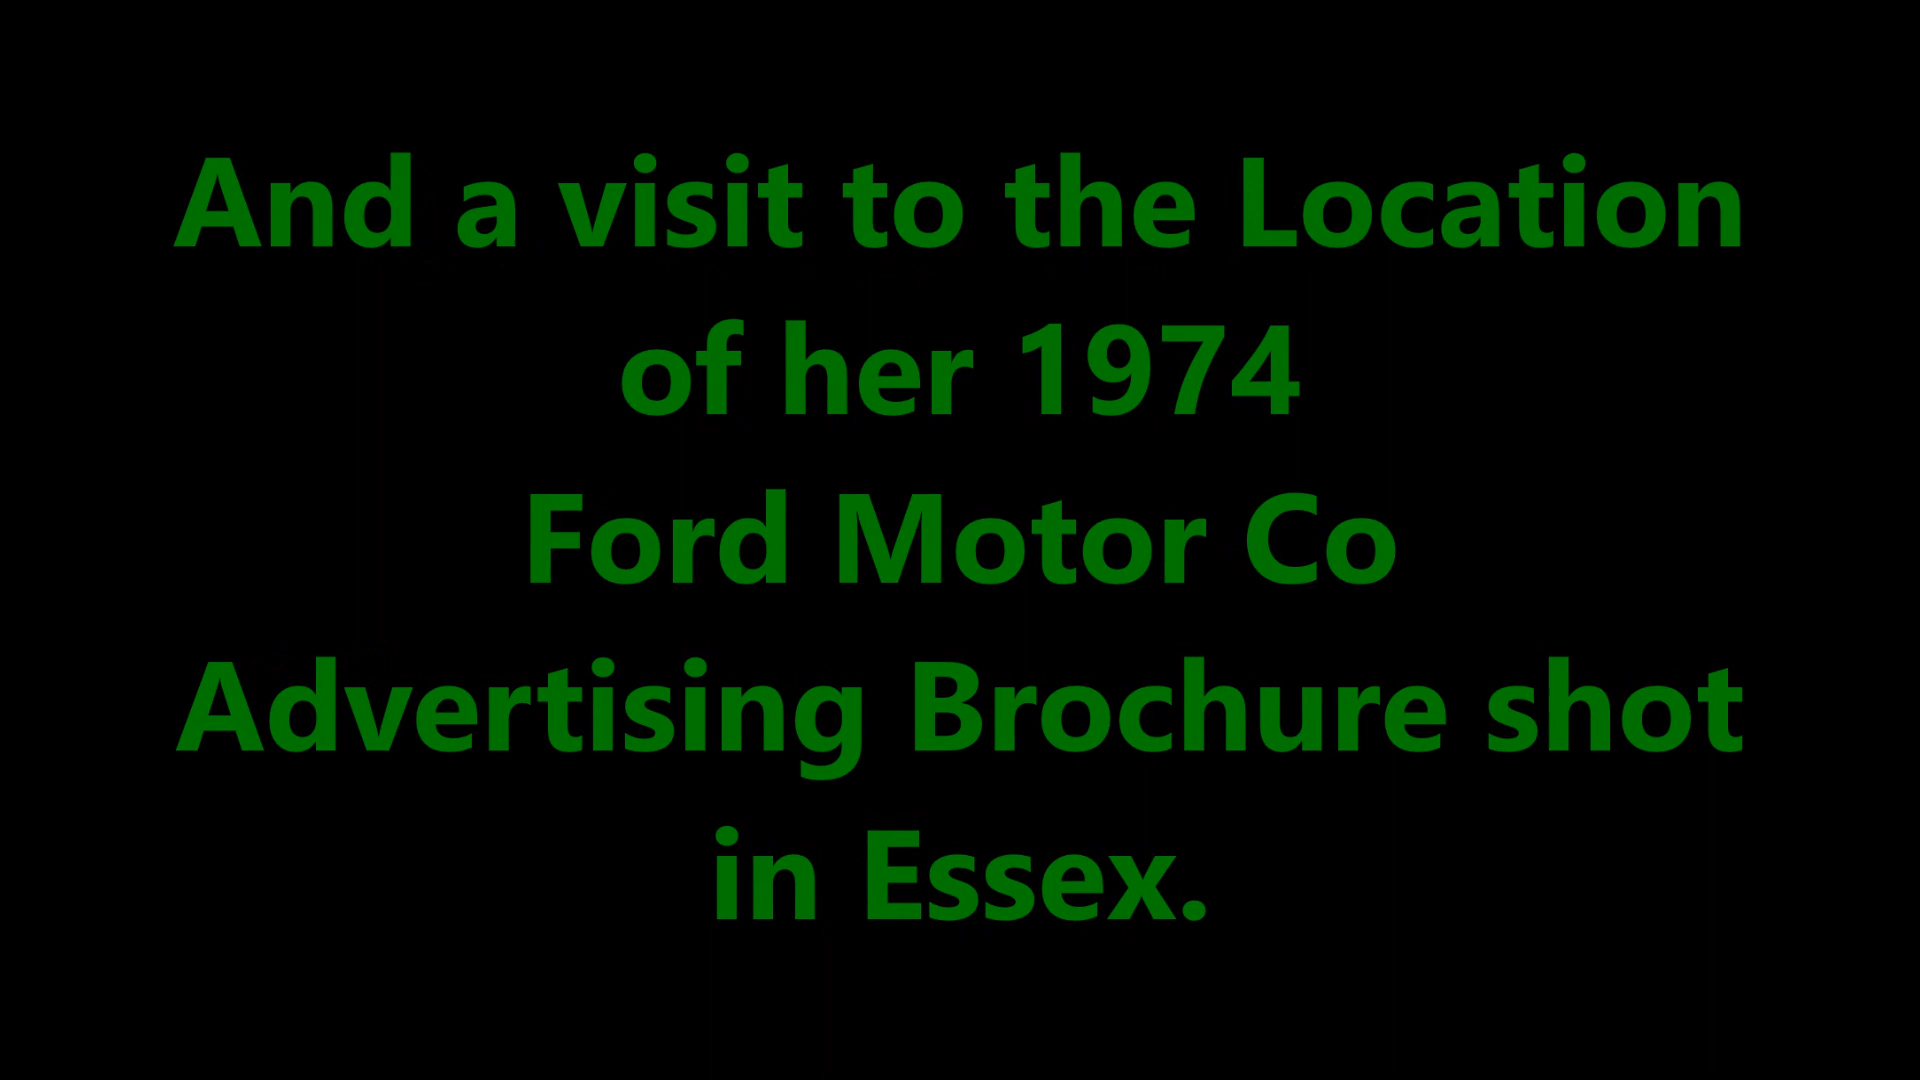 And a visit to the Location
of her 1974
Ford Motor Co
Advertising Brochure shot
in Essex.